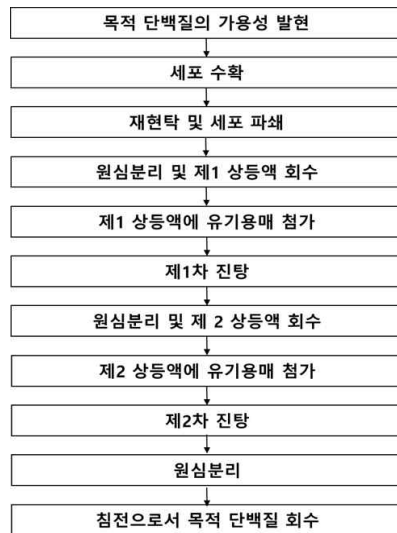 목적 단백질의 가용성 발현
세포 수확
재현탁 및 세포 파쇄
원심분리 및 제1 상등액 회수
제1 상등액에 유기용매 첨가
제1차 진탕
원심분리 및 제 2 상등액 회수
제2 상등액에 유기용매 첨가
제2차 진탕
원심분리
침전으로서 목적 단백질 회수